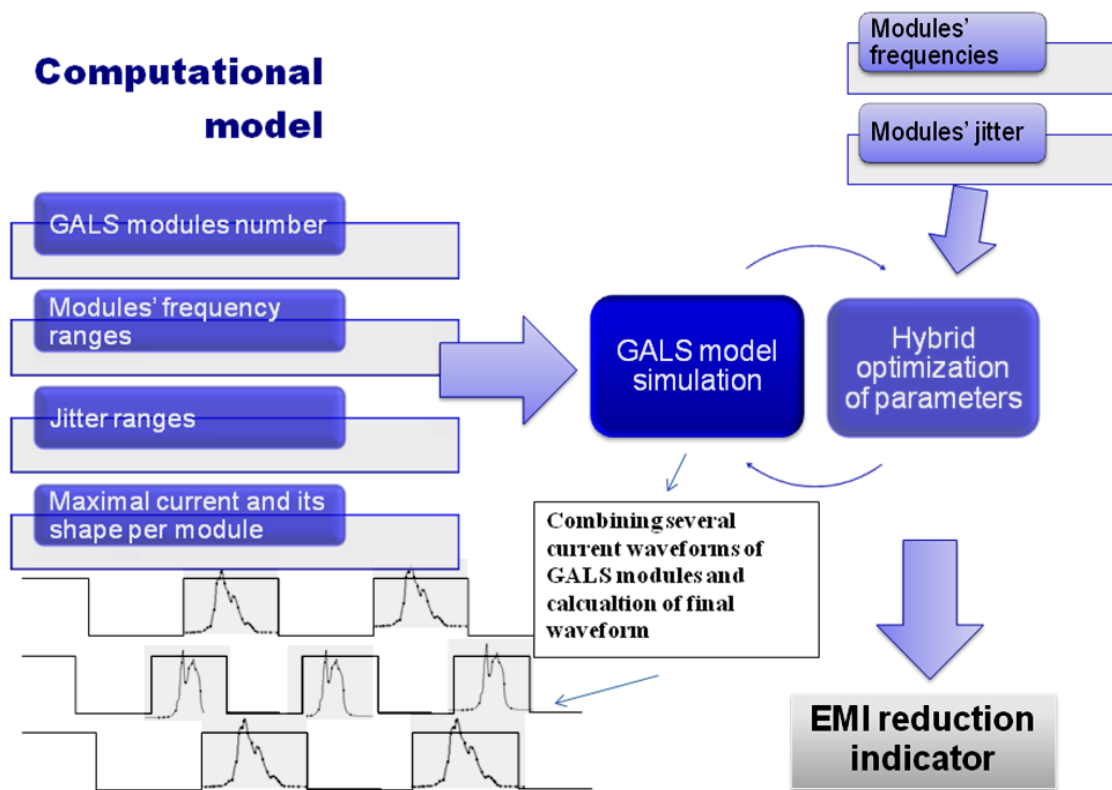 Computational
model
Modules’
frequencies
Modules’ jitter
GALS modules number
Modules’ frequency
ranges
Jitter ranges
Maximal current and its
shape per module
GALS model
simulation
Hybrid
optimization
of parameters
Combining several
current waveforms of
GALS modules and
calcualtion of final
waveform
EMI reduction
indicator